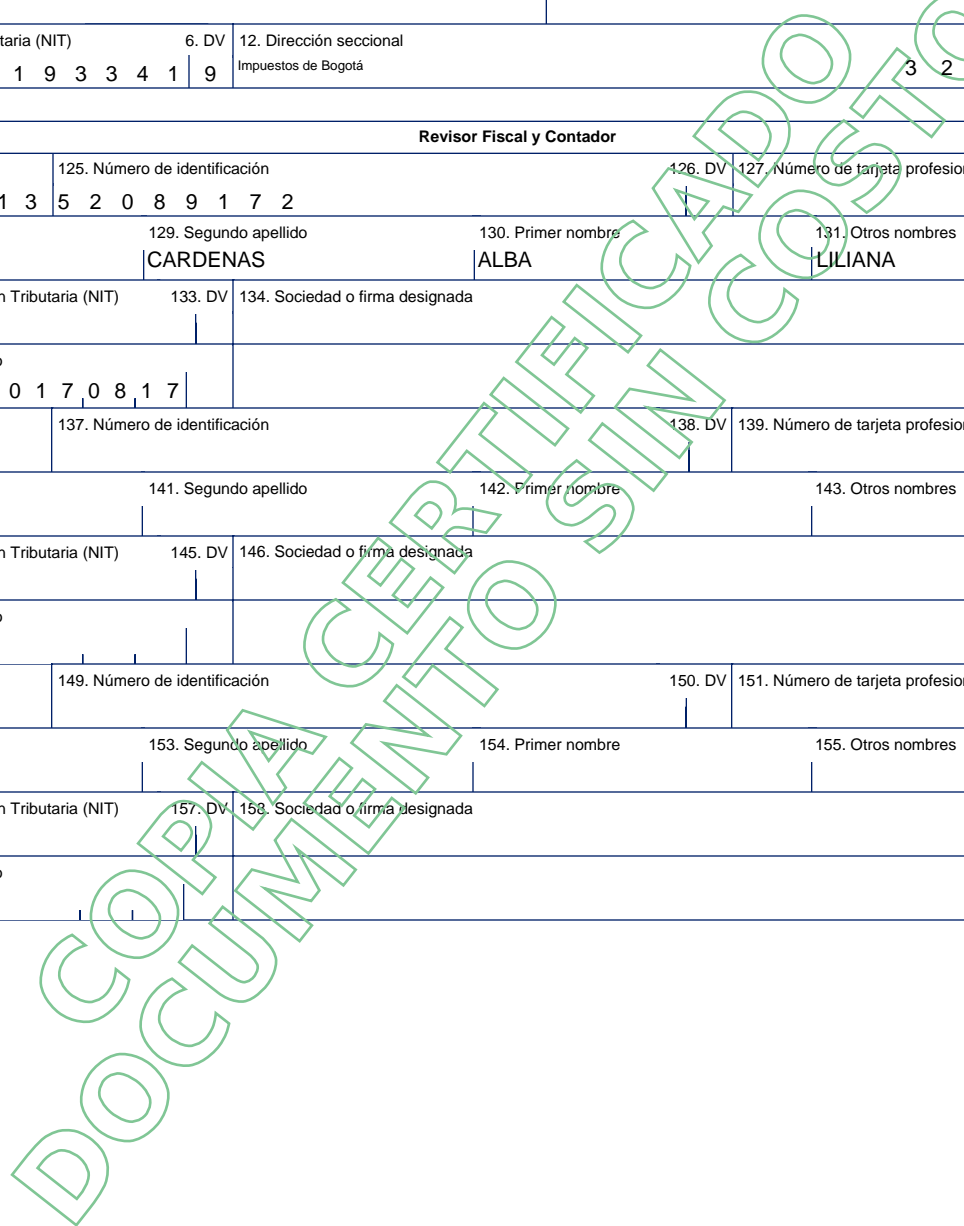 taria (NIT) 6. DV 12. Dirección seccional
1 9 3 3 4 1 9 Impuestos de Bogotá 3 2
Revisor Fiscal y Contador
125. Número de identificación 126. DV 127. Número de tarjeta profesion
1 3 5 2 0 8 9 1 7 2
129. Segundo apellido 130. Primer nombre 131. Otros nombres
CARDENAS ALBA LILIANA
n Tributaria (NIT) 133. DV 134. Sociedad o firma designada
o
0 1 7 0 8 1 7
137. Número de identificación 138. DV 139. Número de tarjeta profesion
141. Segundo apellido 142. Primer nombre 143. Otros nombres
n Tributaria (NIT) 145. DV 146. Sociedad o firma designada
o
149. Número de identificación 150. DV 151. Número de tarjeta profesion
153. Segundo apellido 154. Primer nombre 155. Otros nombres
n Tributaria (NIT) 157. DV 158. Sociedad o firma designada
o
COPIA CERTIFICADO
DOCUMENTO SIN COSTO